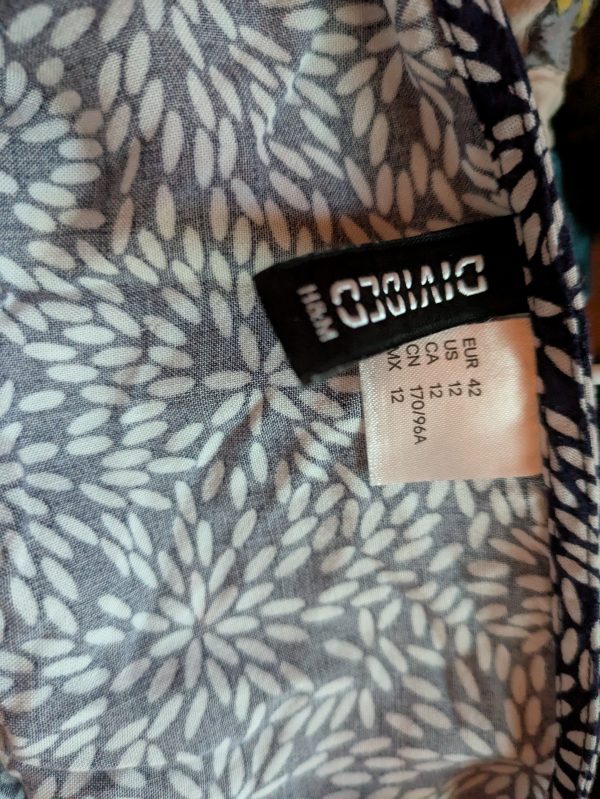 DIVIDED
H&M
EUR 42
US 12
CA 12
CN 170/96A
MX 12